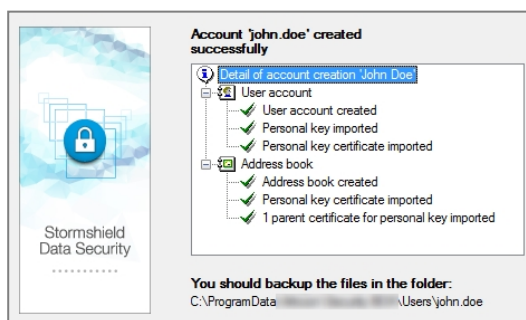 Account 'john.doe' created
successfully
Detail of account creation 'John Doe'
User account
User account created
Personal key imported
Personal key certificate imported
Address book
Address book created
Personal key certificate imported
1 parent certificate for personal key imported
Stormshield
Data Security
You should backup the files in the folder:
C:\ProgramData \Users\john.doe